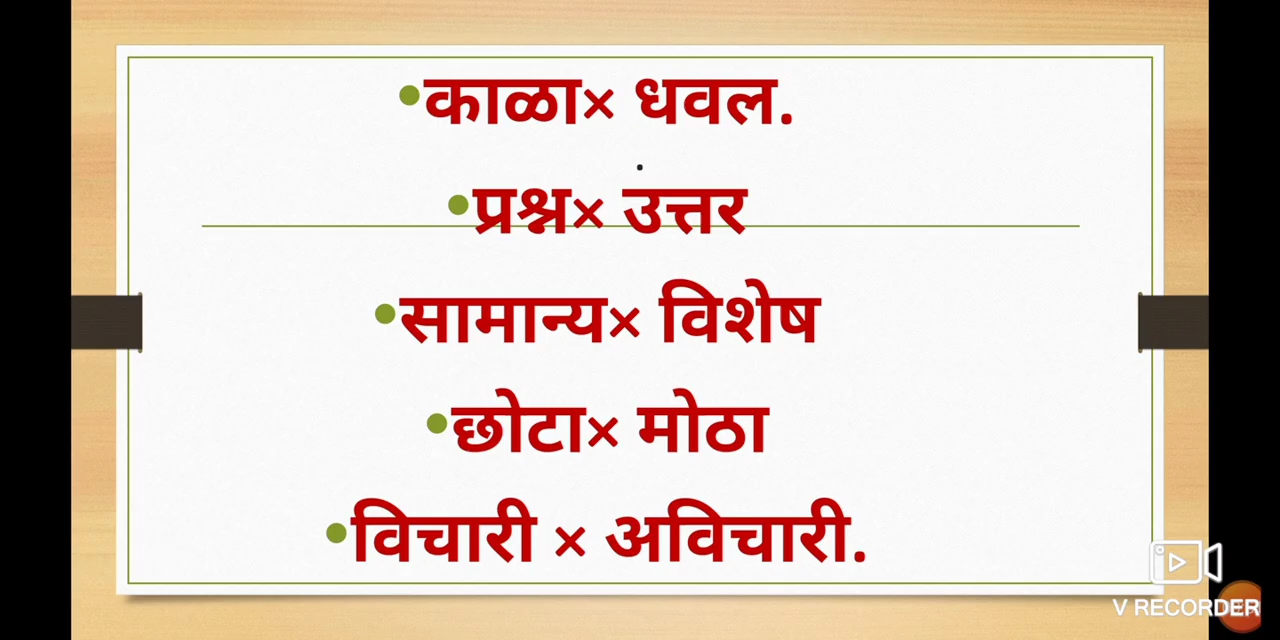 •काळा× धवल.
.
•प्रश्न× उत्तर
•सामान्य× विशेष
•छोटा× मोठा
•विचारी × अविचारी.
V RECORDER